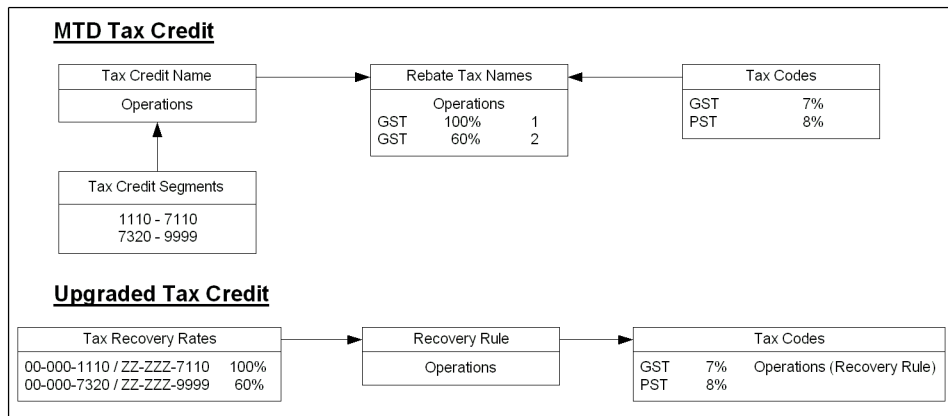 MTD Tax Credit
Tax Credit Name
Operations
Rebate Tax Names
Operations
GST 100% 1
GST 60% 2
Tax Codes
GST 7%
PST 8%
Tax Credit Segments
1110 - 7110
7320 - 9999
Upgraded Tax Credit
Tax Recovery Rates
00-000-1110 / ZZ-ZZZ-7110 100%
00-000-7320 / ZZ-ZZZ-9999 60%
Recovery Rule
Operations
Tax Codes
GST 7% Operations (Recovery Rule)
PST 8%